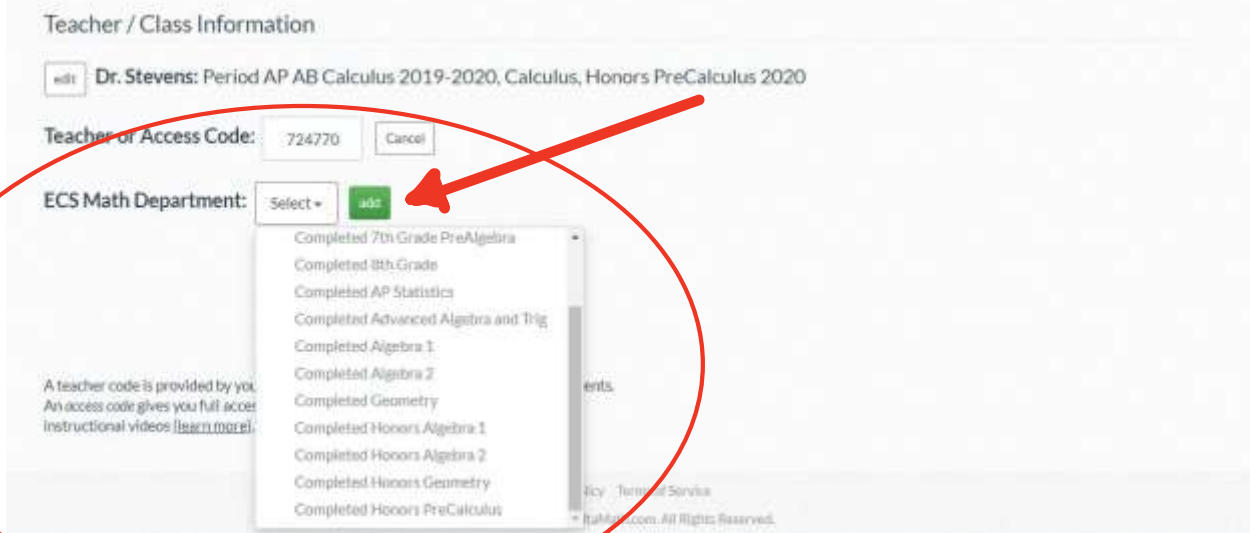 Teacher / Class Information
edit Dr. Stevens: Period AP AB Calculus 2019-2020, Calculus, Honors PreCalculus 2020
Teacher or Access Code: 724770 Cancel
ECS Math Department: Select add
Completed 7th Grade PreAlgebra
Completed 8th Grade
Completed AP Statistics
Completed Advanced Algebra and Trig
Completed Algebra 1
Completed Algebra 2
A teacher code is provided by you ents.
Completed Geometry
An access code gives you full acces
instructional videos [learn more].
Completed Honors Algebra 1
Completed Honors Algebra 2
Completed Honors Geometry
icy Terms of Service
Completed Honors PreCalculus
ltaMath.com. All Rights Reserved.